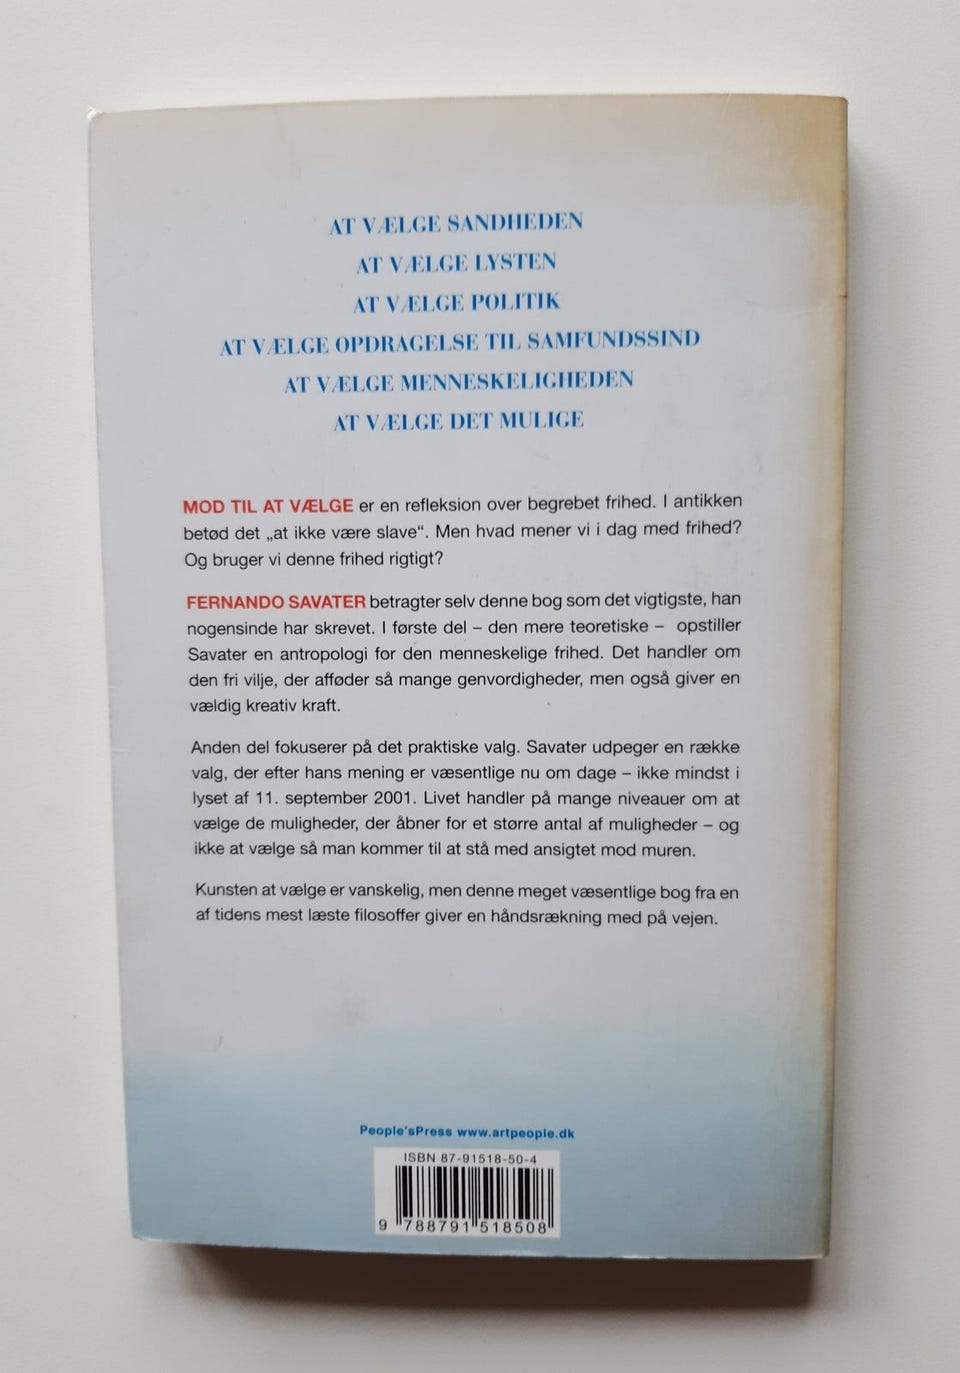 AT VÆLGE SANDHEDEN
AT VÆLGE LYSTEN
AT VÆLGE POLITIK
AT VÆLGE OPDRAGELSE TIL SAMFUNDSSIND
AT VÆLGE MENNESKELIGHEDEN
AT VÆLGE DET MULIGE
MOD TIL AT VÆLGE er en refleksion over begrebet frihed. I antikken
betød det „at ikke være slave“. Men hvad mener vi i dag med frihed?
Og bruger vi denne frihed rigtigt?
FERNANDO SAVATER betragter selv denne bog som det vigtigste, han
nogensinde har skrevet. I første del – den mere teoretiske – opstiller
Savater en antropologi for den menneskelige frihed. Det handler om
den fri vilje, der afføder så mange genvordigheder, men også giver en
vældig kreativ kraft.
Anden del fokuserer på det praktiske valg. Savater udpeger en række
valg, der efter hans mening er væsentlige nu om dage – ikke mindst i
lyset af 11. september 2001. Livet handler på mange niveauer om at
vælge de muligheder, der åbner for et større antal af muligheder – og
ikke at vælge så man kommer til at stå med ansigtet mod muren.
Kunsten at vælge er vanskelig, men denne meget væsentlige bog fra en
af tidens mest læste filosoffer giver en håndsrækning med på vejen.
People'sPress www.artpeople.dk
ISBN 87-91518-50-4
9 788791 518508